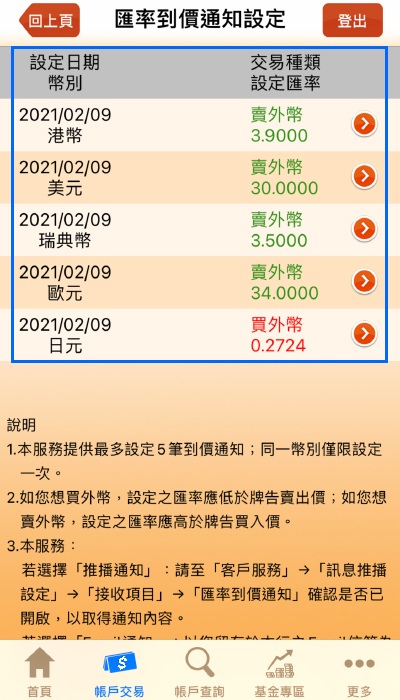 回上頁 匯率到價通知設定 登出
設定日期 交易種類
幣別 設定匯率
2021/02/09 賣外幣
港幣 3.9000
2021/02/09 賣外幣
美元 30.0000
2021/02/09 賣外幣
瑞典幣 3.5000
2021/02/09 賣外幣
歐元 34.0000
2021/02/09 買外幣
日元 0.2724
說明
1.本服務提供最多設定5筆到價通知；同一幣別僅限設定
一次。
2.如您想買外幣，設定之匯率應低於牌告賣出價；如您想
賣外幣，設定之匯率應高於牌告買入價。
3.本服務：
若選擇「推播通知」：請至「客戶服務」→「訊息推播
設定」→「接收項目」→「匯率到價通知」確認是否已
開啟，以取得通知內容。
首頁 帳戶交易 帳戶查詢 基金專區 更多